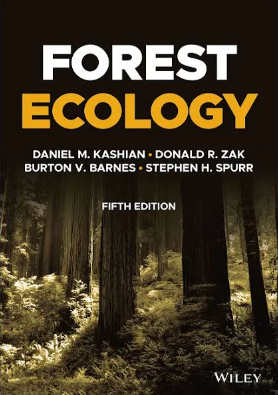 FOREST
ECOLOGY
DANIEL M. KASHIAN • DONALD R. ZAK
BURTON V. BARNES • STEPHEN H. SPURR
FIFTH EDITION
WILEY